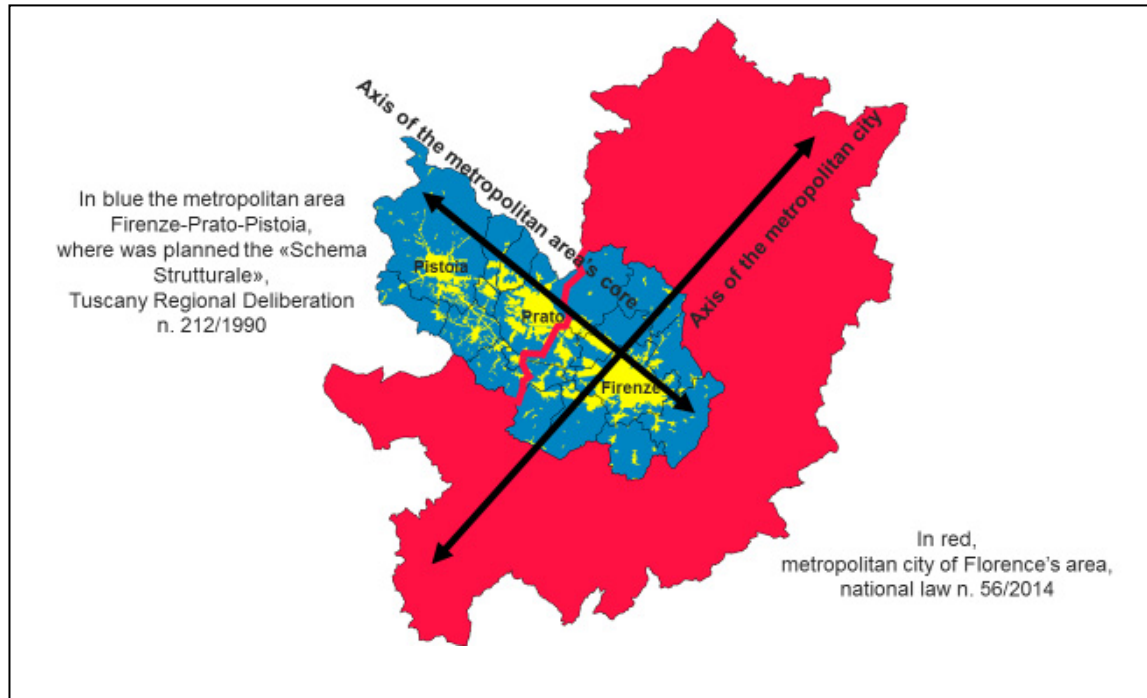 Axis of the metropolitan area's core
Axis of the metropolitan city
In blue the metropolitan area
Firenze-Prato-Pistoia,
where was planned the «Schema
Strutturale»,
Tuscany Regional Deliberation
n. 212/1990
Pistoia
Prato
Firenze
In red,
metropolitan city of Florence's area,
national law n. 56/2014